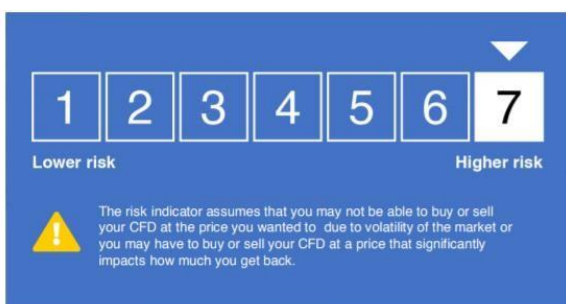 1 2 3 4 5 6 7
Lower risk Higher risk
The risk indicator assumes that you may not be able to buy or sell
your CFD at the price you wanted to due to volatility of the market or
you may have to buy or sell your CFD at a price that significantly
impacts how much you get back.